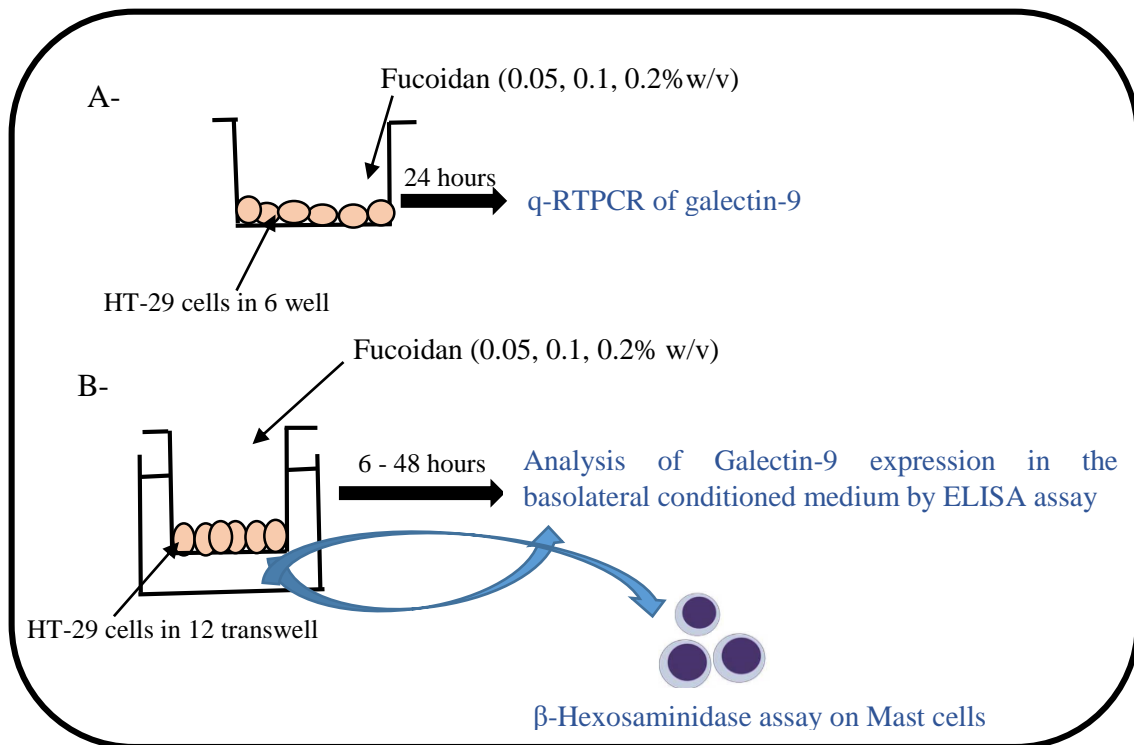 Fucoidan (0.05, 0.1, 0.2%w/v)
A-
24 hours
q-RTPCR of galectin-9
HT-29 cells in 6 well
Fucoidan (0.05, 0.1, 0.2% w/v)
B-
6 - 48 hours
Analysis of Galectin-9 expression in the
basolateral conditioned medium by ELISA assay
HT-29 cells in 12 transwell
β-Hexosaminidase assay on Mast cells